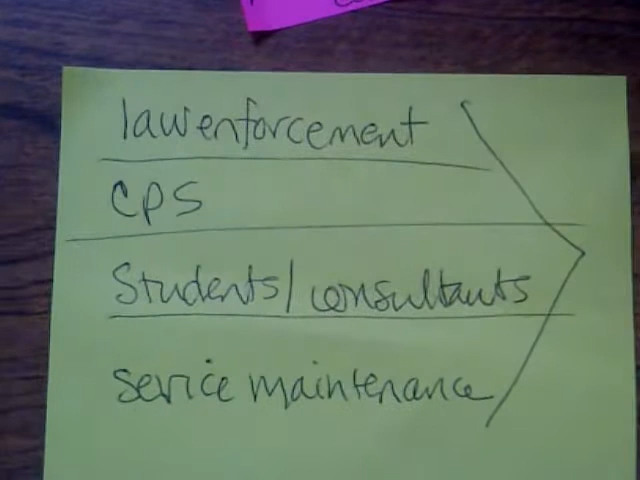 law enforcement
CPS
Students/consultants
service maintenance